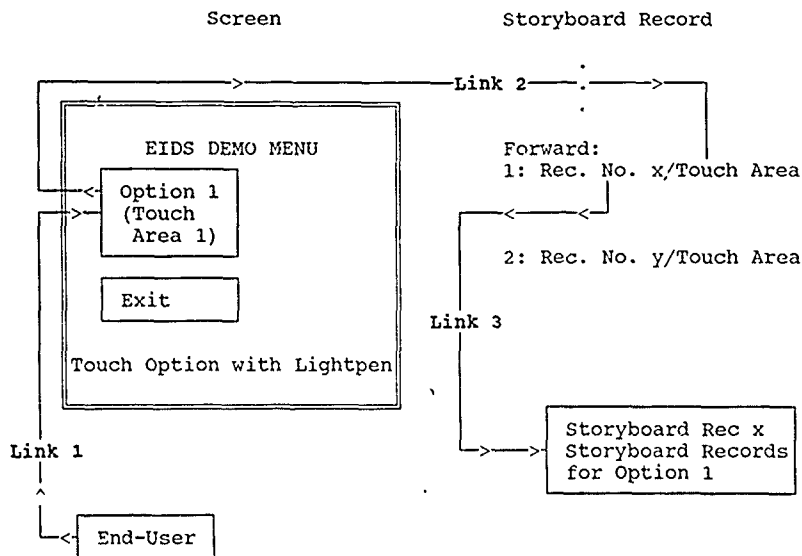 Screen
Storyboard Record
Link 2
EIDS DEMO MENU
Forward:
1: Rec. No. x/Touch Area
Option 1
(Touch
Area 1)
2: Rec. No. y/Touch Area
Exit
Link 3
Touch Option with Lightpen
Storyboard Rec x
Storyboard Records
for Option 1
Link 1
End-User